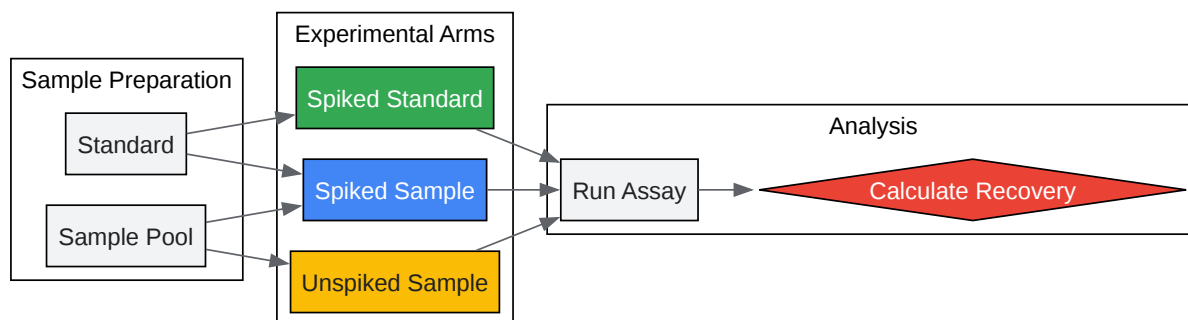 Sample Preparation
Standard
Sample Pool
Experimental Arms
Spiked Standard
Spiked Sample
Unspiked Sample
Analysis
Run Assay
Calculate Recovery